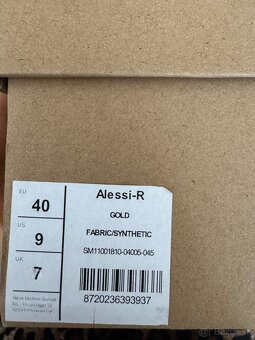 EU
40
US
9
UK
7
Alessi-R
GOLD
FABRIC/SYNTHETIC
SM11001810-04005-045
8720236393937